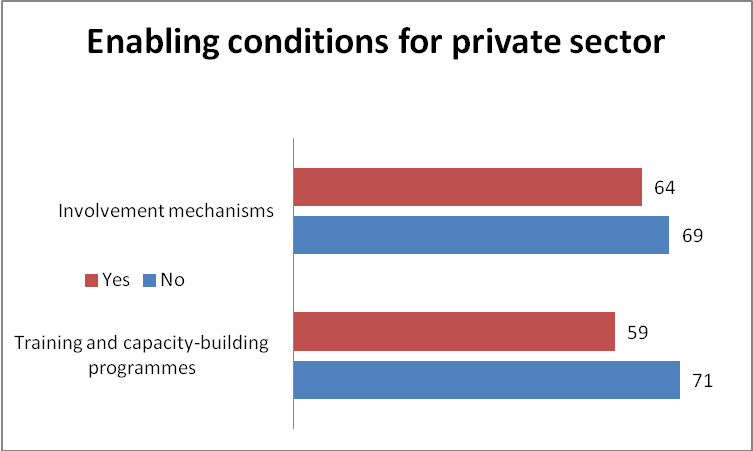 Enabling conditions for private sector
Involvement mechanisms
64
69
Yes No
Training and capacity-building
programmes
59
71